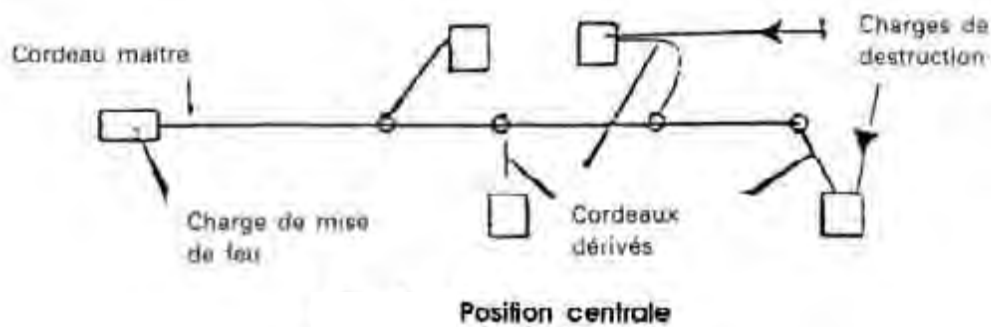 Cordeau maître
Charges de
destruction
Charge de mise
de feu
Cordeaux
dérivés
Position centrale